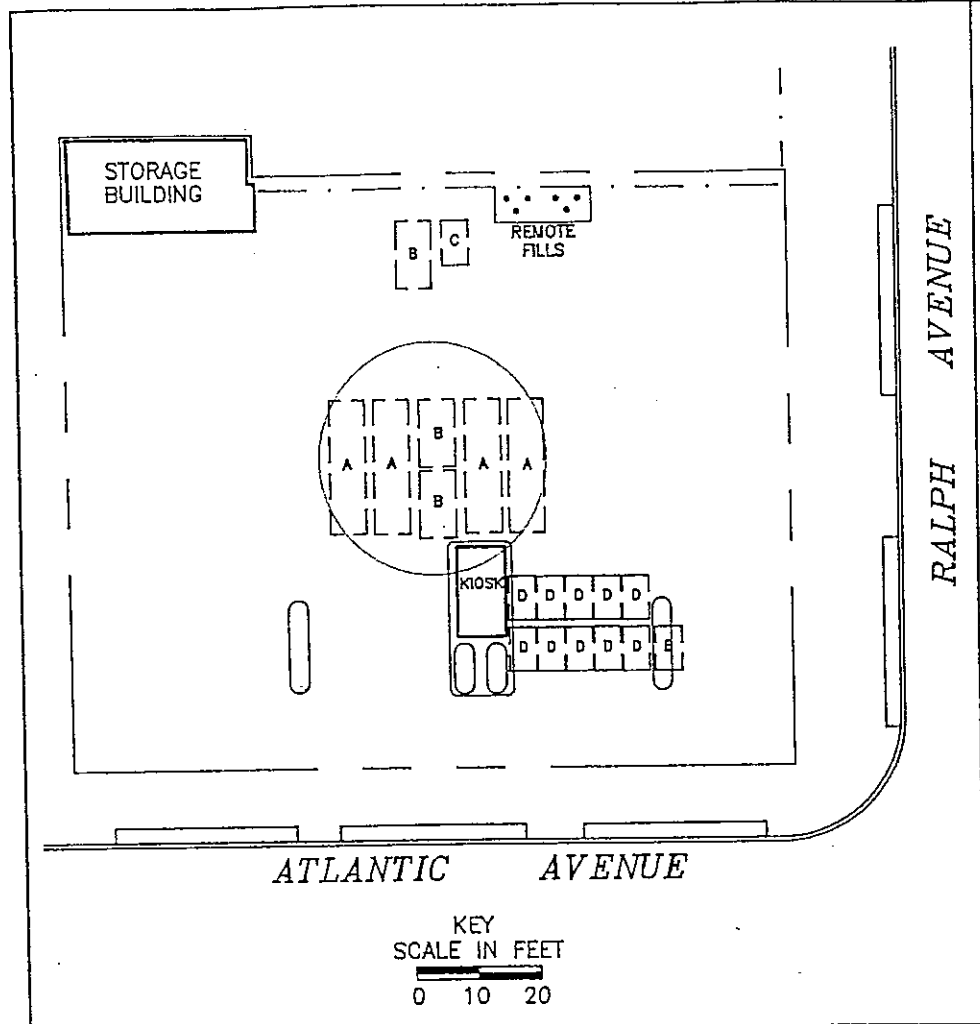 STORAGE
BUILDING
REMOTE
FILLS
B
C
A
A
B
A
A
B
KIOSK
D D D D D
D D D D D E
RALPH AVENUE
ATLANTIC AVENUE
KEY
SCALE IN FEET
0 10 20